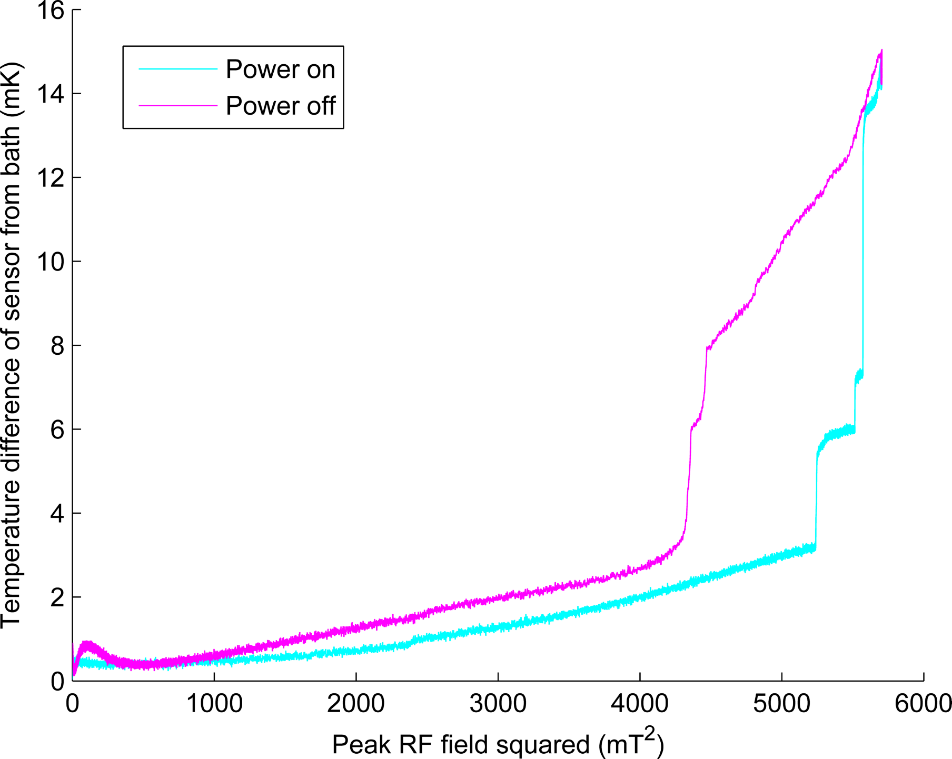 16
14
12
10
8
6
4
2
0
Temperature difference of sensor from bath (mK)
Power on
Power off
0 1000 2000 3000 4000 5000 6000
Peak RF field squared (mT²)